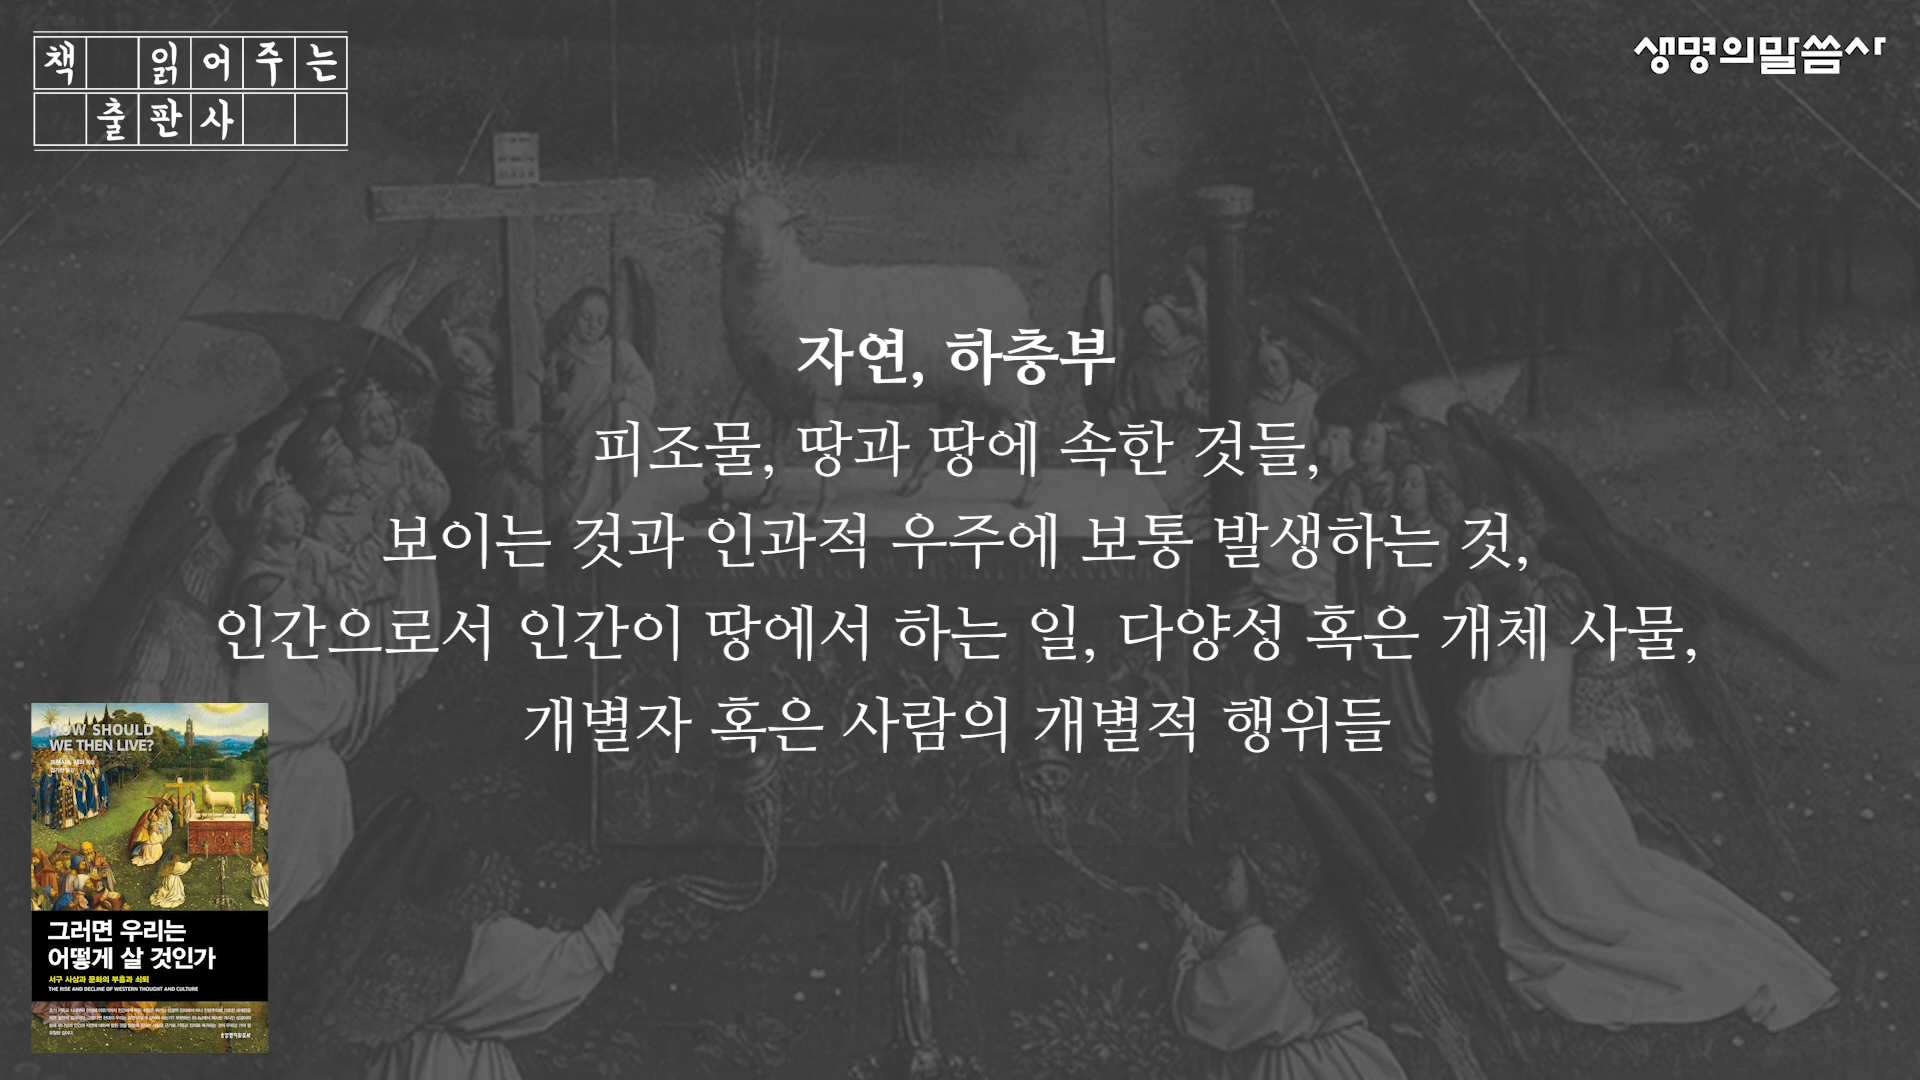 책 읽어주는
출판사
생명의말씀사
자연, 하층부
피조물, 땅과 땅에 속한 것들,
보이는 것과 인과적 우주에 보통 발생하는 것,
인간으로서 인간이 땅에서 하는 일, 다양성 혹은 개체 사물,
개별자 혹은 사람의 개별적 행위들
HOW SHOULD
WE THEN LIVE?
그러면 우리는
어떻게 살 것인가
서구 사상과 문화의 부흥과 쇠퇴
THE RISE AND DECLINE OF WESTERN THOUGHT AND CULTURE
생명의말씀사